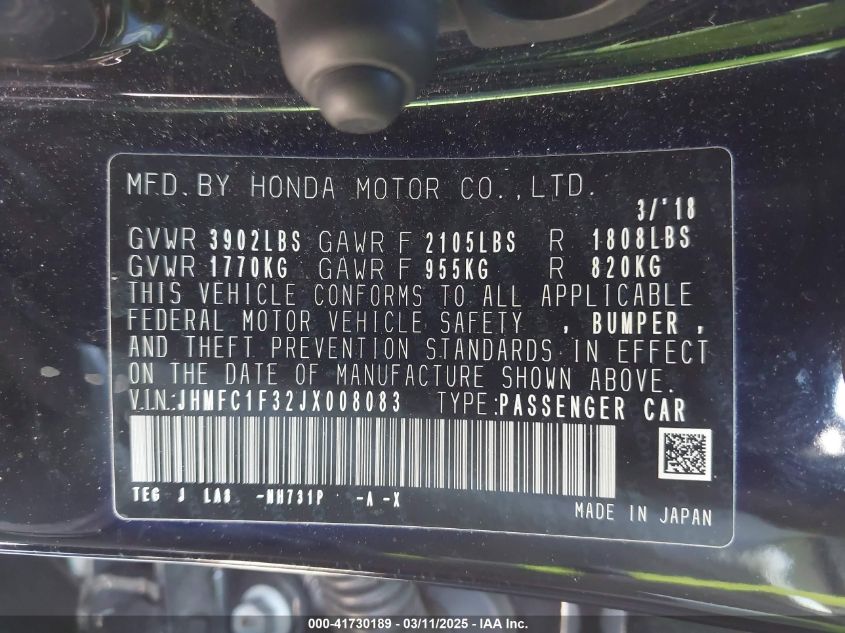 MFD. BY HONDA MOTOR CO., LTD.
3/'18
GVWR 3902LBS GAWR F 2105LBS R 1808LBS
GVWR 1770KG GAWR F 955KG R 820KG
THIS VEHICLE CONFORMS TO ALL APPLICABLE
FEDERAL MOTOR VEHICLE SAFETY , BUMPER ,
AND THEFT PREVENTION STANDARDS IN EFFECT
ON THE DATE OF MANUFACTURE SHOWN ABOVE.
V.I.N.:JHMFC1F32JX008083 TYPE:PASSENGER CAR
TEG J LA8 -NH731P -A -X
MADE IN JAPAN
000-41730189 - 03/11/2025 - IAA Inc.